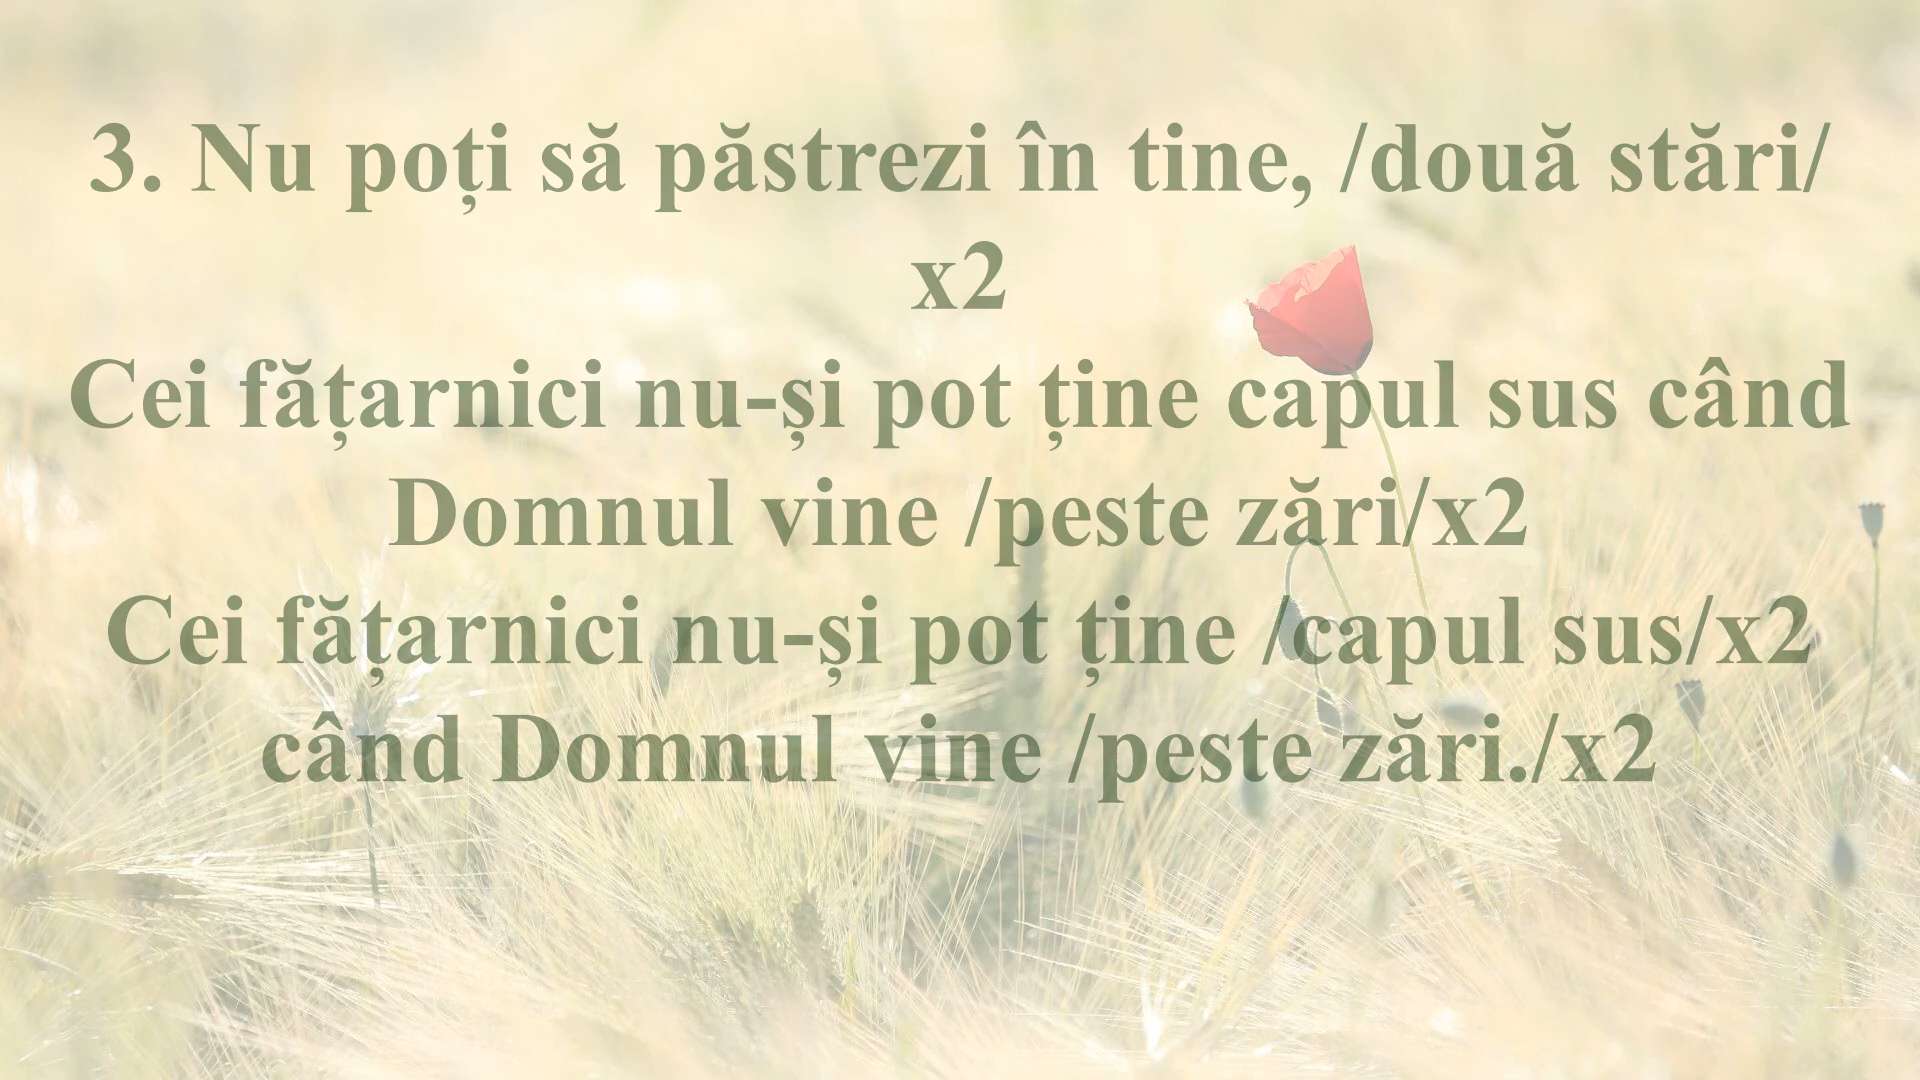 3. Nu poți să păstrezi în tine, /două stări/
x2
Cei fățarnici nu-și pot ține capul sus când
Domnul vine /peste zări/x2
Cei fățarnici nu-și pot ține /capul sus/x2
când Domnul vine /peste zări./x2